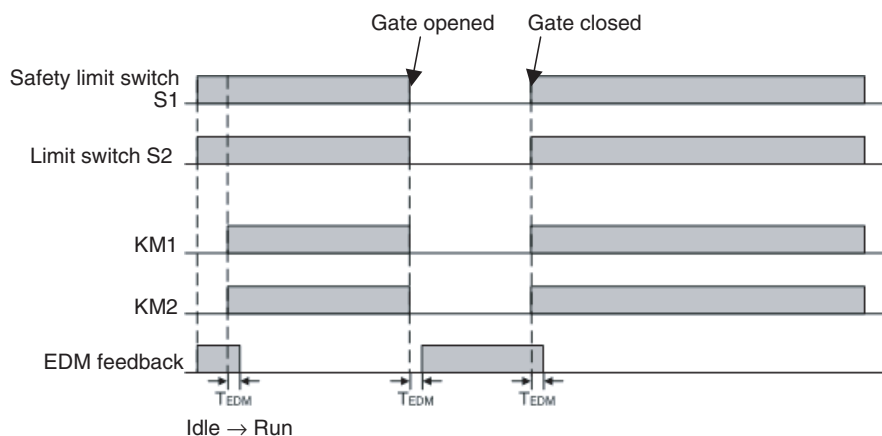 Gate opened
Gate closed
Safety limit switch
S1
Limit switch S2
KM1
KM2
EDM feedback
TEDM
TEDM
TEDM
Idle → Run